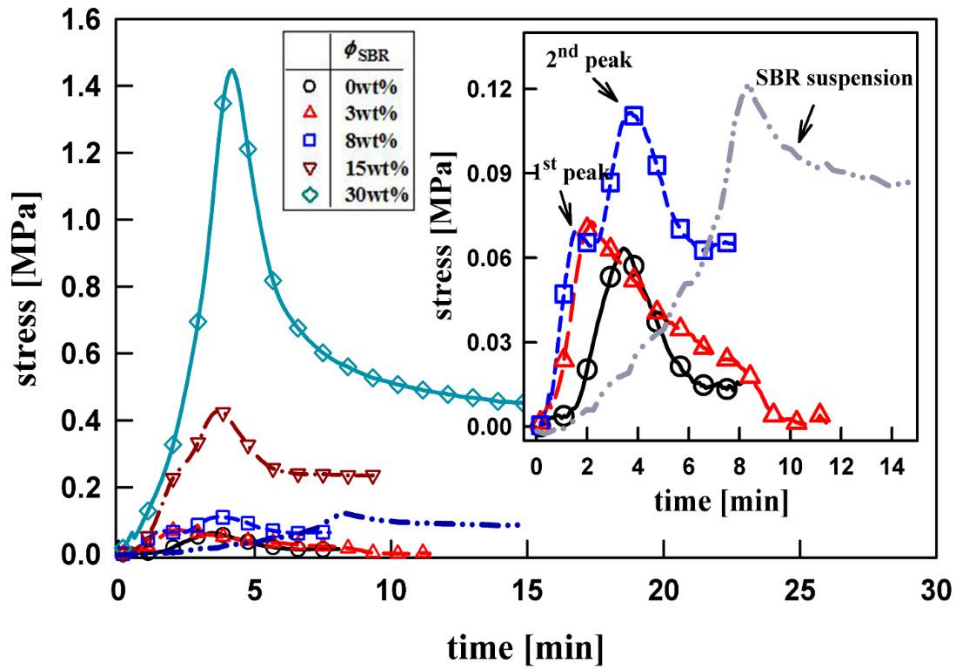 1.6
1.4
1.2
1.0
0.8
0.6
0.4
0.2
0.0
stress [MPa]
0
5
10
15
20
25
30
time [min]
ϕSBR
0wt%
3wt%
8wt%
15wt%
30wt%
2nd peak
SBR suspension
1st peak
0.12
0.09
0.06
0.03
0.00
stress [MPa]
0
2
4
6
8
10
12
14
time [min]